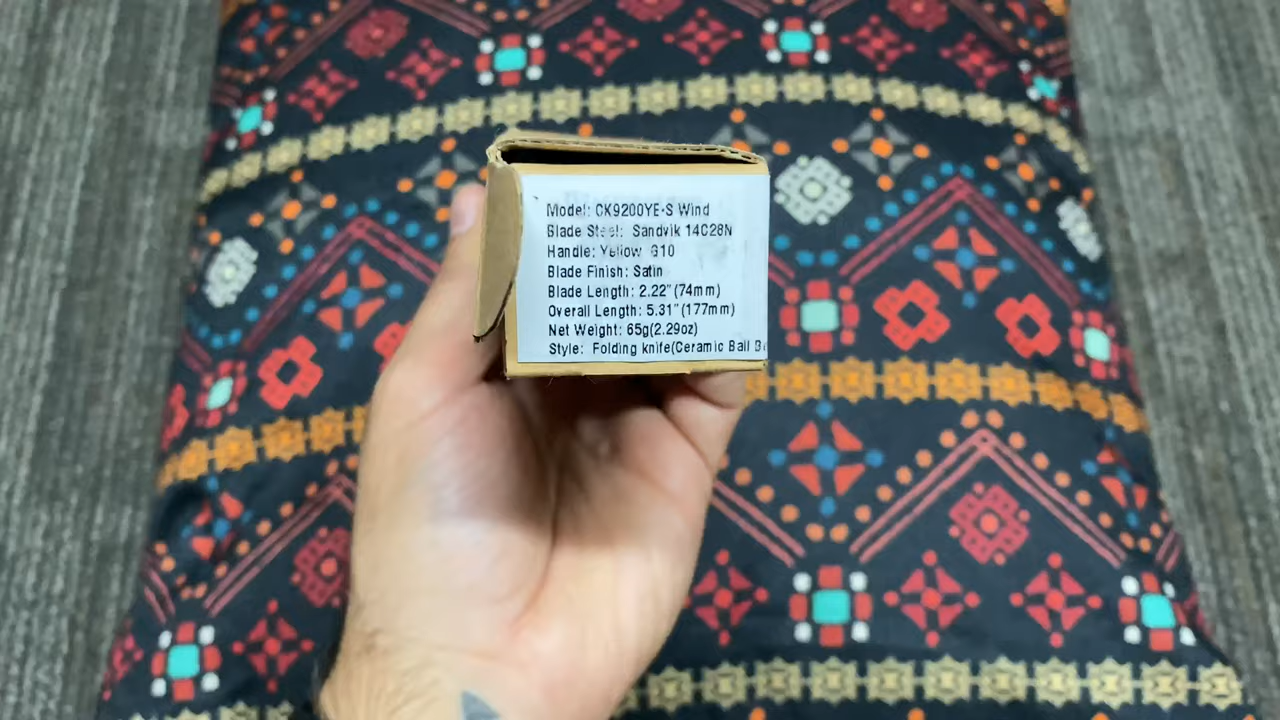 Model: CK9200YE-S Wind
Blade Steel: Sandvik 14C28N
Handle: Yellow G10
Blade Finish: Satin
Blade Length: 2.22"(74mm)
Overall Length: 5.31"(177mm)
Net Weight: 65g(2.29oz)
Style: Folding knife(Ceramic Ball